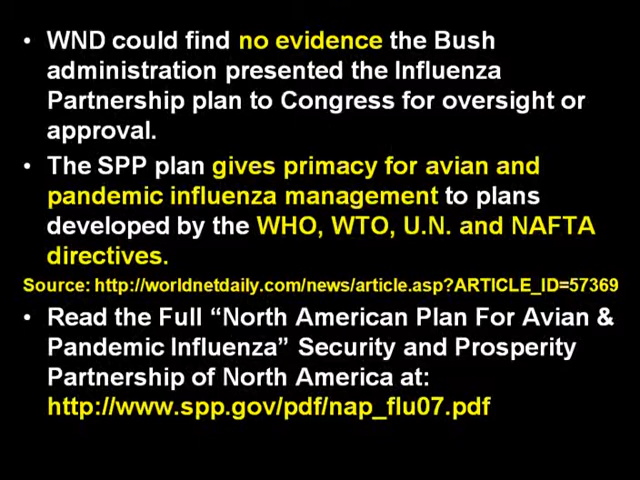 • WND could find no evidence the Bush
administration presented the Influenza
Partnership plan to Congress for oversight or
approval.
• The SPP plan gives primacy for avian and
pandemic influenza management to plans
developed by the WHO, WTO, U.N. and NAFTA
directives.
Source: http://worldnetdaily.com/news/article.asp?ARTICLE_ID=57369
• Read the Full “North American Plan For Avian &
Pandemic Influenza” Security and Prosperity
Partnership of North America at:
http://www.spp.gov/pdf/nap_flu07.pdf